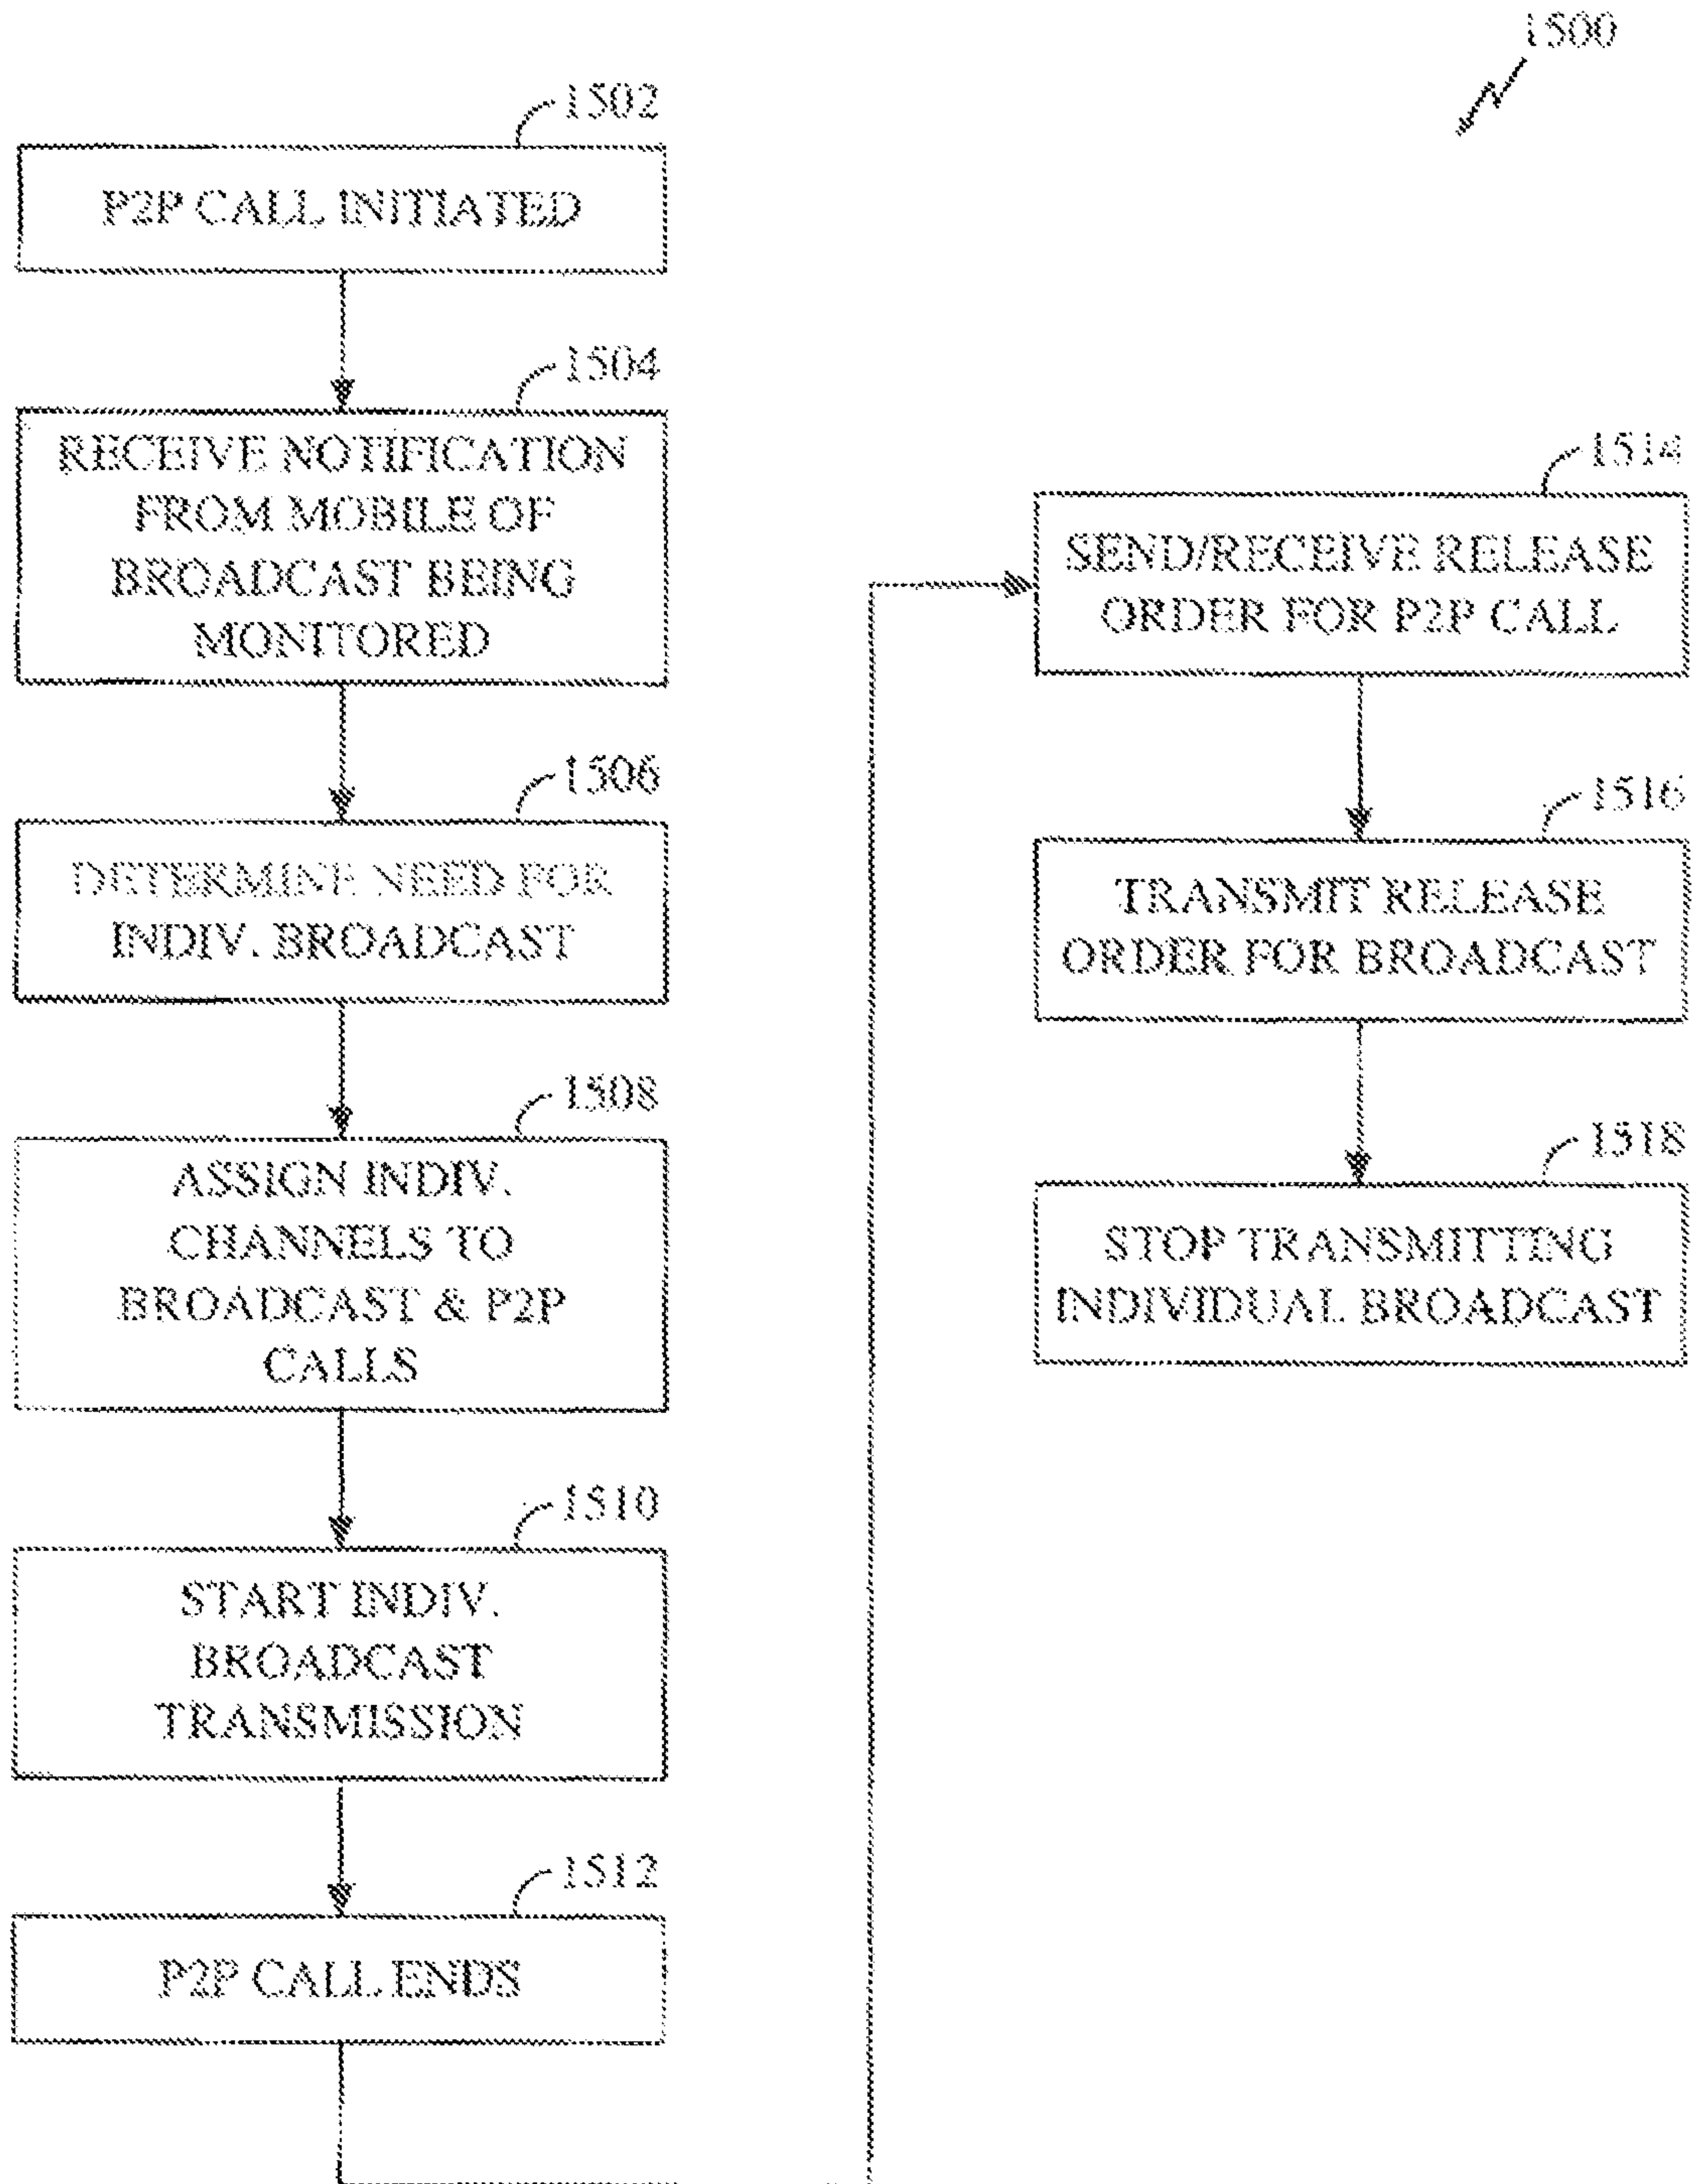 1500
1502
P2P CALL INITIATED
1504
RECEIVE NOTIFICATION
FROM MOBILE OF
BROADCAST BEING
MONITORED
1506
DETERMINE NEED FOR
INDIV. BROADCAST
1508
ASSIGN INDIV.
CHANNELS TO
BROADCAST & P2P
CALLS
1510
START INDIV.
BROADCAST
TRANSMISSION
1512
P2P CALL ENDS
1514
SEND/RECEIVE RELEASE
ORDER FOR P2P CALL
1516
TRANSMIT RELEASE
ORDER FOR BROADCAST
1518
STOP TRANSMITTING
INDIVIDUAL BROADCAST